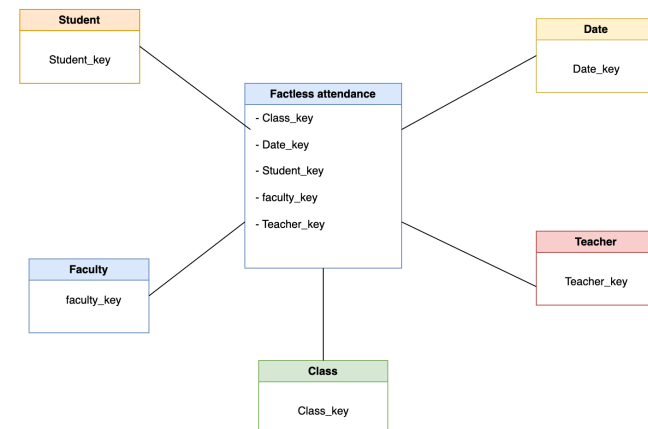 Student
Student_key
Date
Date_key
Factless attendance
- Class_key
- Date_key
- Student_key
- faculty_key
- Teacher_key
Faculty
faculty_key
Teacher
Teacher_key
Class
Class_key